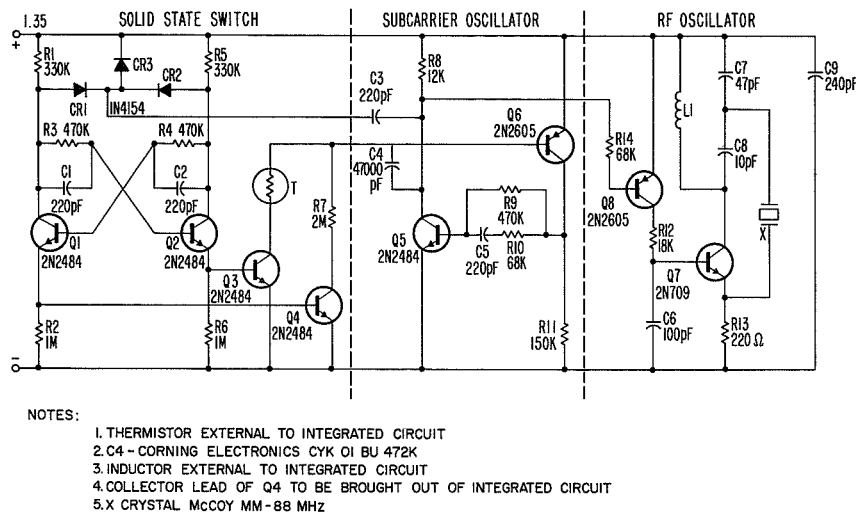 SOLID STATE SWITCH
SUBCARRIER OSCILLATOR
RF OSCILLATOR
1.35
+
R1
330K
CR3
R5
330K
CR2
CR1
IN4154
R3 470K
R4 470K
C1
220pF
C2
220pF
Q1
2N2484
Q2
2N2484
T
R7
2M
Q3
2N2484
Q4
2N2484
R2
1M
R6
1M
C3
220pF
R8
12K
C4
47000
pF
Q5
2N2484
Q6
2N2605
R9
470K
C5
220pF
R10
68K
R11
150K
R14
68K
Q8
2N2605
R12
18K
L1
C7
47pF
C8
10pF
C9
240pF
X
Q7
2N709
C6
100pF
R13
220 Ω
−
NOTES:
1. THERMISTOR EXTERNAL TO INTEGRATED CIRCUIT
2. C4 - CORNING ELECTRONICS CYK 01 BU 472K
3. INDUCTOR EXTERNAL TO INTEGRATED CIRCUIT
4. COLLECTOR LEAD OF Q4 TO BE BROUGHT OUT OF INTEGRATED CIRCUIT
5. X CRYSTAL McCOY MM-88 MHz